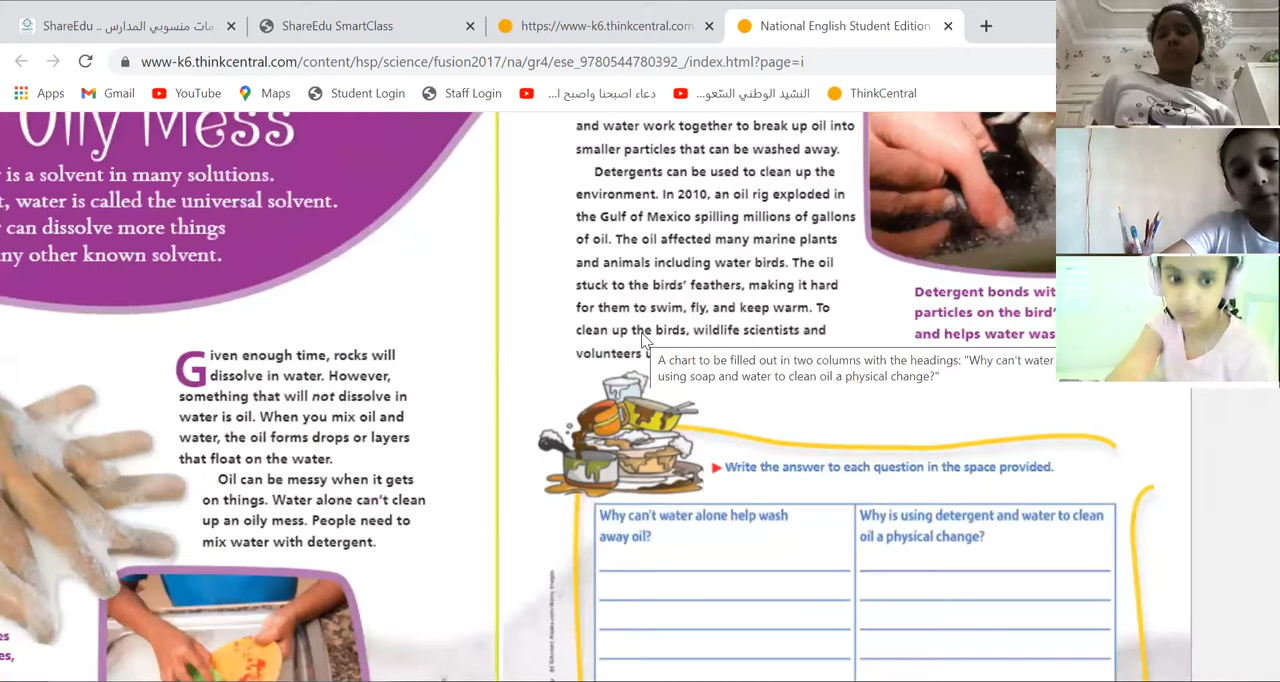 ShareEdu .. مات منسوبي المدارس
ShareEdu SmartClass
https://www-k6.thinkcentral.com
National English Student Edition
www-k6.thinkcentral.com/content/hsp/science/fusion2017/na/gr4/ese_9780544780392_/index.html?page=i
Apps
Gmail
YouTube
Maps
Student Login
Staff Login
دعاء اصبحنا واصبح ا...
النشيد الوطني السّعو...
ThinkCentral
Oily Mess
is a solvent in many solutions.
t, water is called the universal solvent.
can dissolve more things
ny other known solvent.
Given enough time, rocks will
dissolve in water. However,
something that will not dissolve in
water is oil. When you mix oil and
water, the oil forms drops or layers
that float on the water.
Oil can be messy when it gets
on things. Water alone can't clean
up an oily mess. People need to
mix water with detergent.
es
es,
and water work together to break up oil into
smaller particles that can be washed away.
Detergents can be used to clean up the
environment. In 2010, an oil rig exploded in
the Gulf of Mexico spilling millions of gallons
of oil. The oil affected many marine plants
and animals including water birds. The oil
stuck to the birds' feathers, making it hard
for them to swim, fly, and keep warm. To
clean up the birds, wildlife scientists and
volunteers u
Detergent bonds wit
particles on the bird'
and helps water was
A chart to be filled out in two columns with the headings: "Why can't water
using soap and water to clean oil a physical change?"
Write the answer to each question in the space provided.
Why can't water alone help wash
away oil?
Why is using detergent and water to clean
oil a physical change?